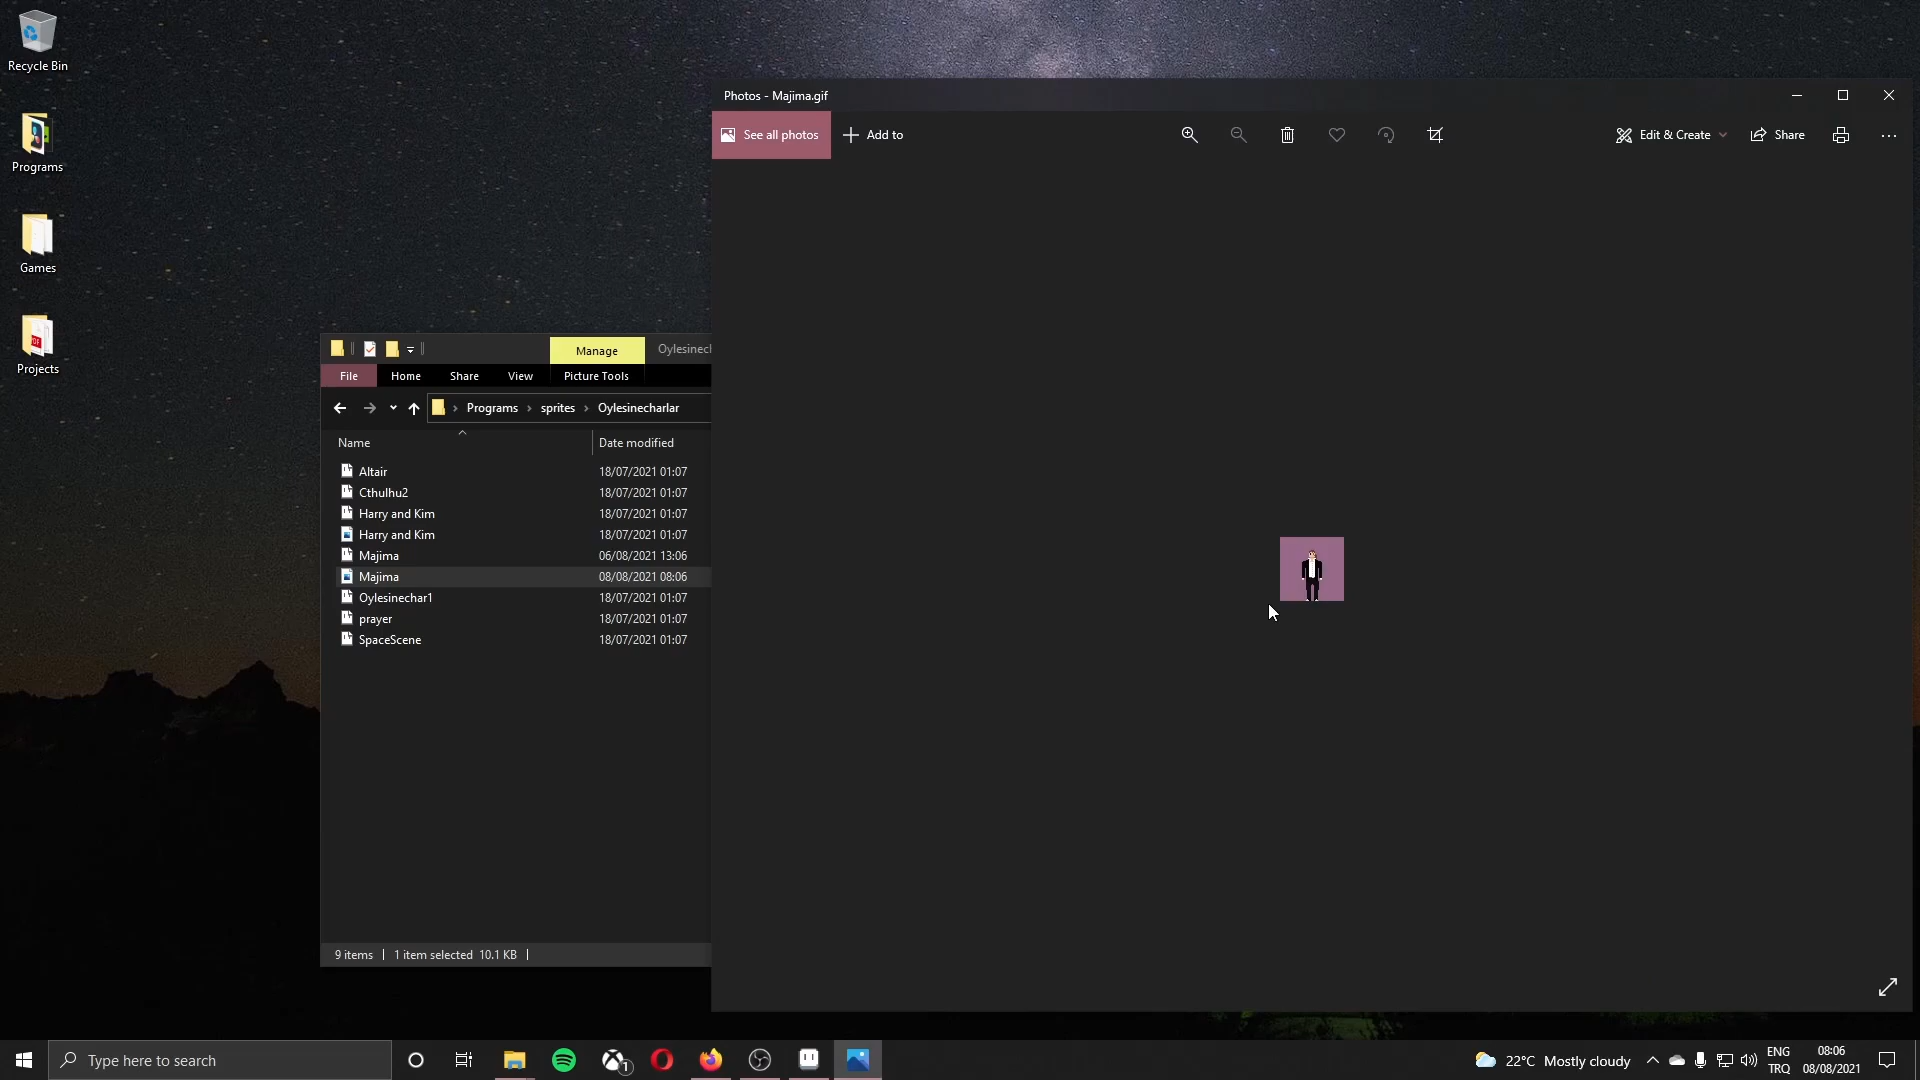 Recycle Bin
Programs
Games
Projects
Photos - Majima.gif
See all photos
Add to
Edit & Create
Share
Manage
Oylesinecl
File
Home
Share
View
Picture Tools
Programs
sprites
Oylesinecharlar
Name
Date modified
Altair 18/07/2021 01:07
Cthulhu2 18/07/2021 01:07
Harry and Kim 18/07/2021 01:07
Harry and Kim 18/07/2021 01:07
Majima 06/08/2021 13:06
Majima 08/08/2021 08:06
Oylesinechar1 18/07/2021 01:07
prayer 18/07/2021 01:07
SpaceScene 18/07/2021 01:07
9 items 1 item selected 10.1 KB
Type here to search
1
22°C Mostly cloudy
ENG
TRQ
08:06
08/08/2021